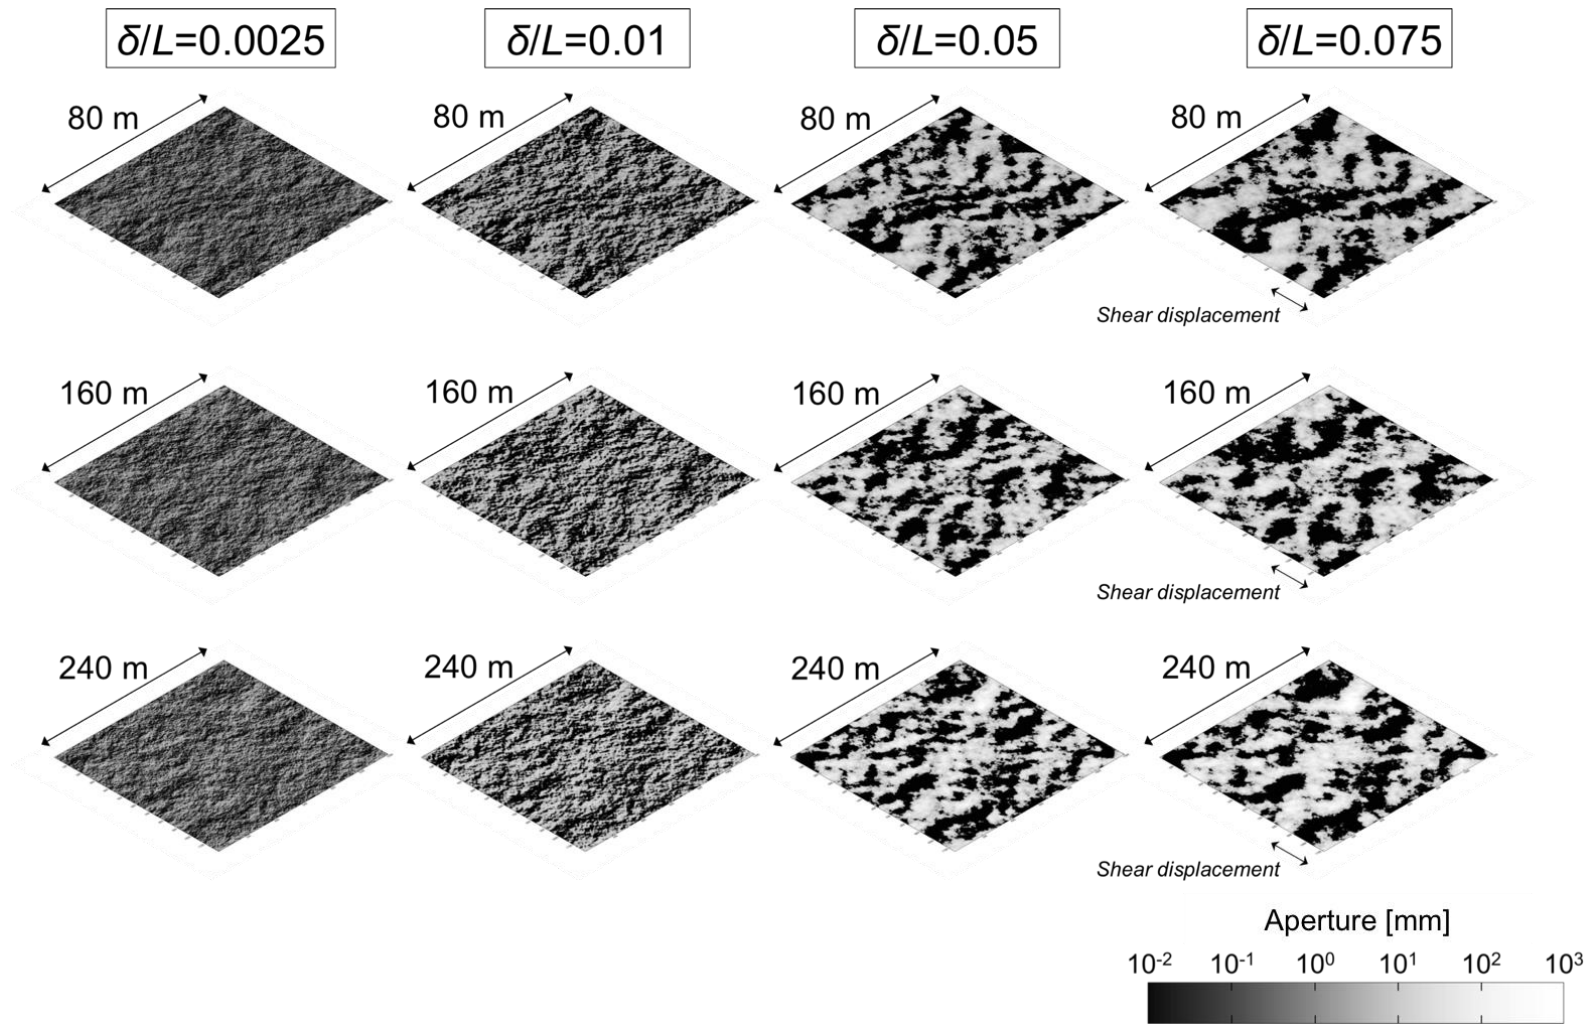 δ/L=0.0025 δ/L=0.01 δ/L=0.05 δ/L=0.075
80 m 80 m 80 m 80 m
Shear displacement
160 m 160 m 160 m 160 m
Shear displacement
240 m 240 m 240 m 240 m
Shear displacement
Aperture [mm]
10⁻² 10⁻¹ 10⁰ 10¹ 10² 10³